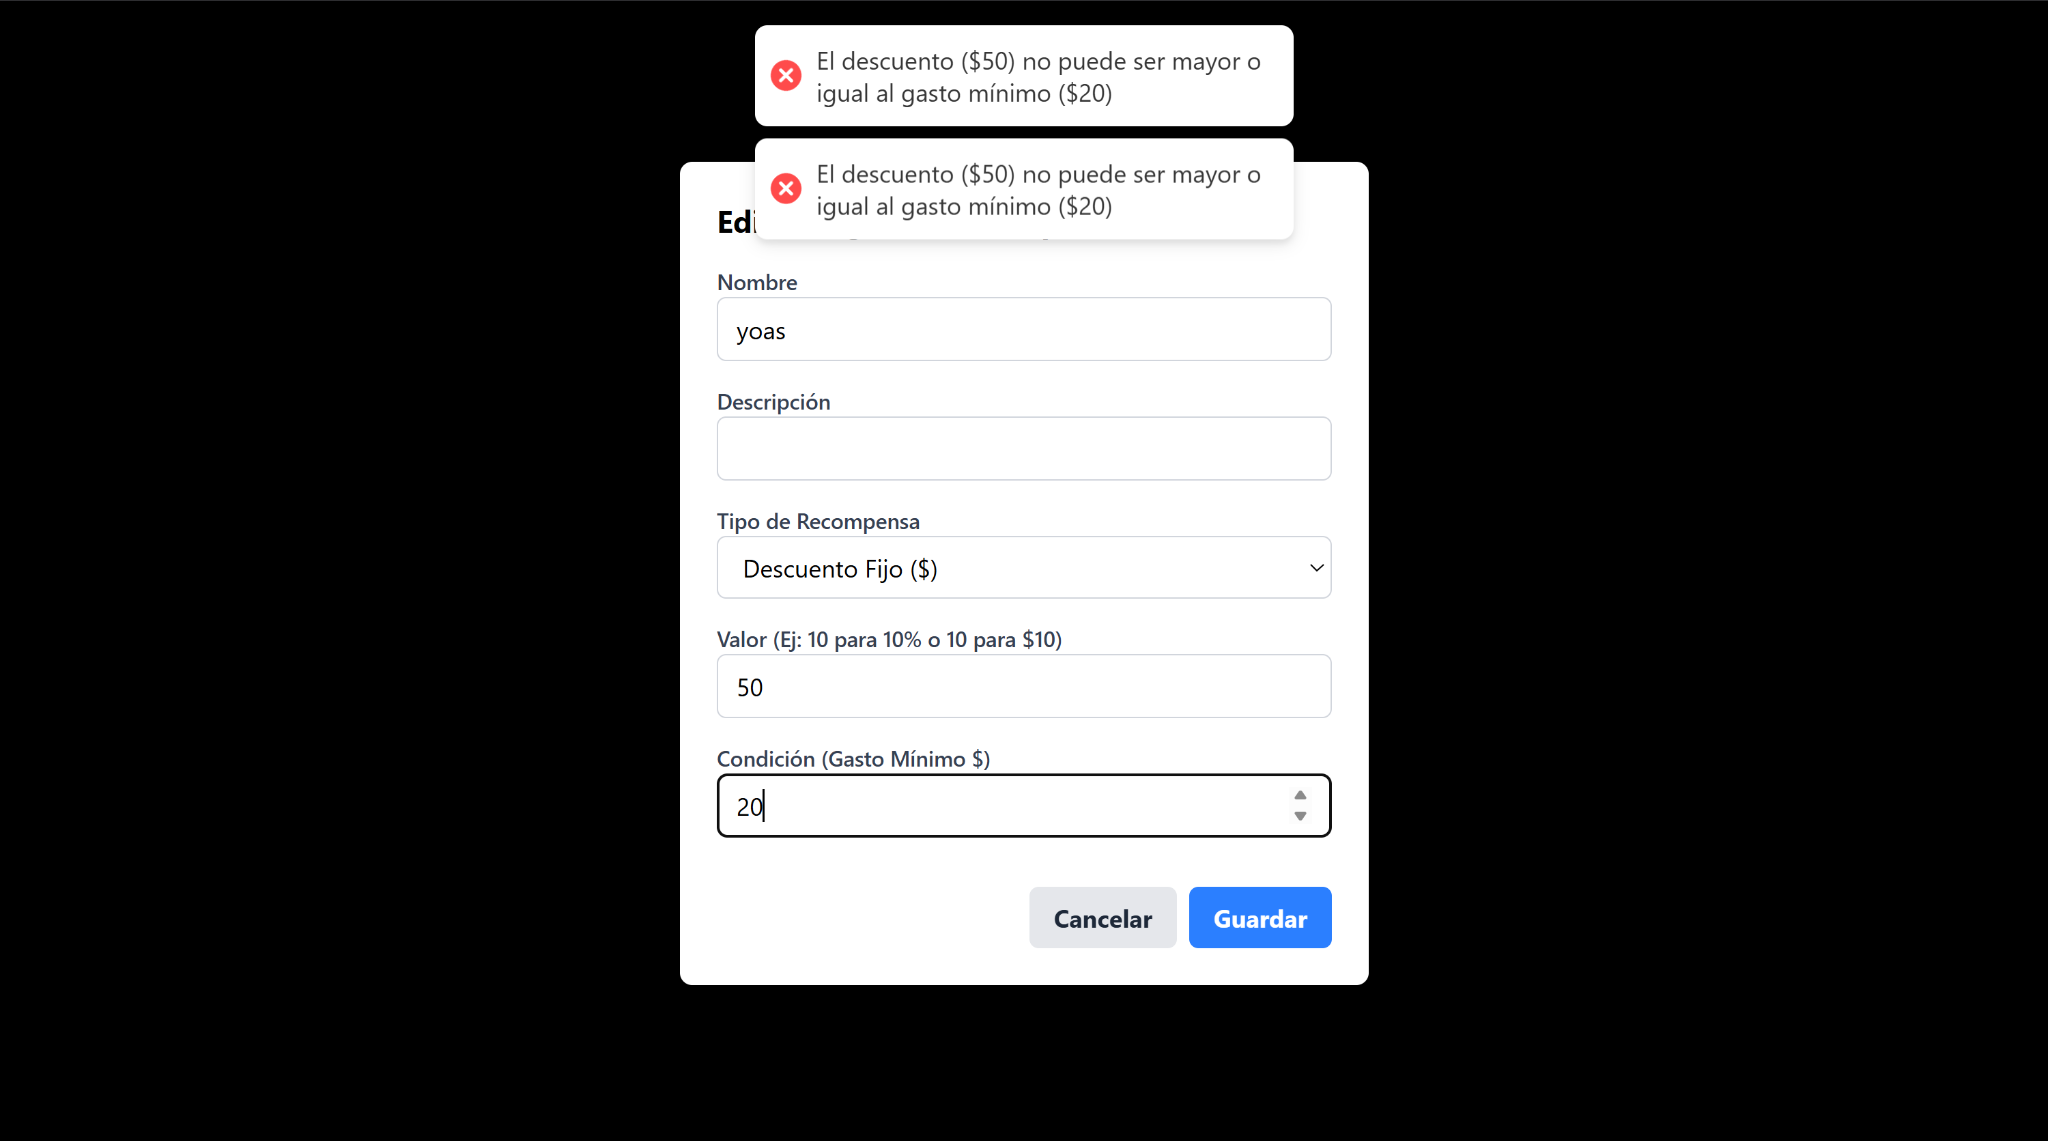 El descuento ($50) no puede ser mayor o
igual al gasto mínimo ($20)
El descuento ($50) no puede ser mayor o
igual al gasto mínimo ($20)
Nombre
yoas
Descripción
Tipo de Recompensa
Descuento Fijo ($)
Valor (Ej: 10 para 10% o 10 para $10)
50
Condición (Gasto Mínimo $)
20
Cancelar
Guardar